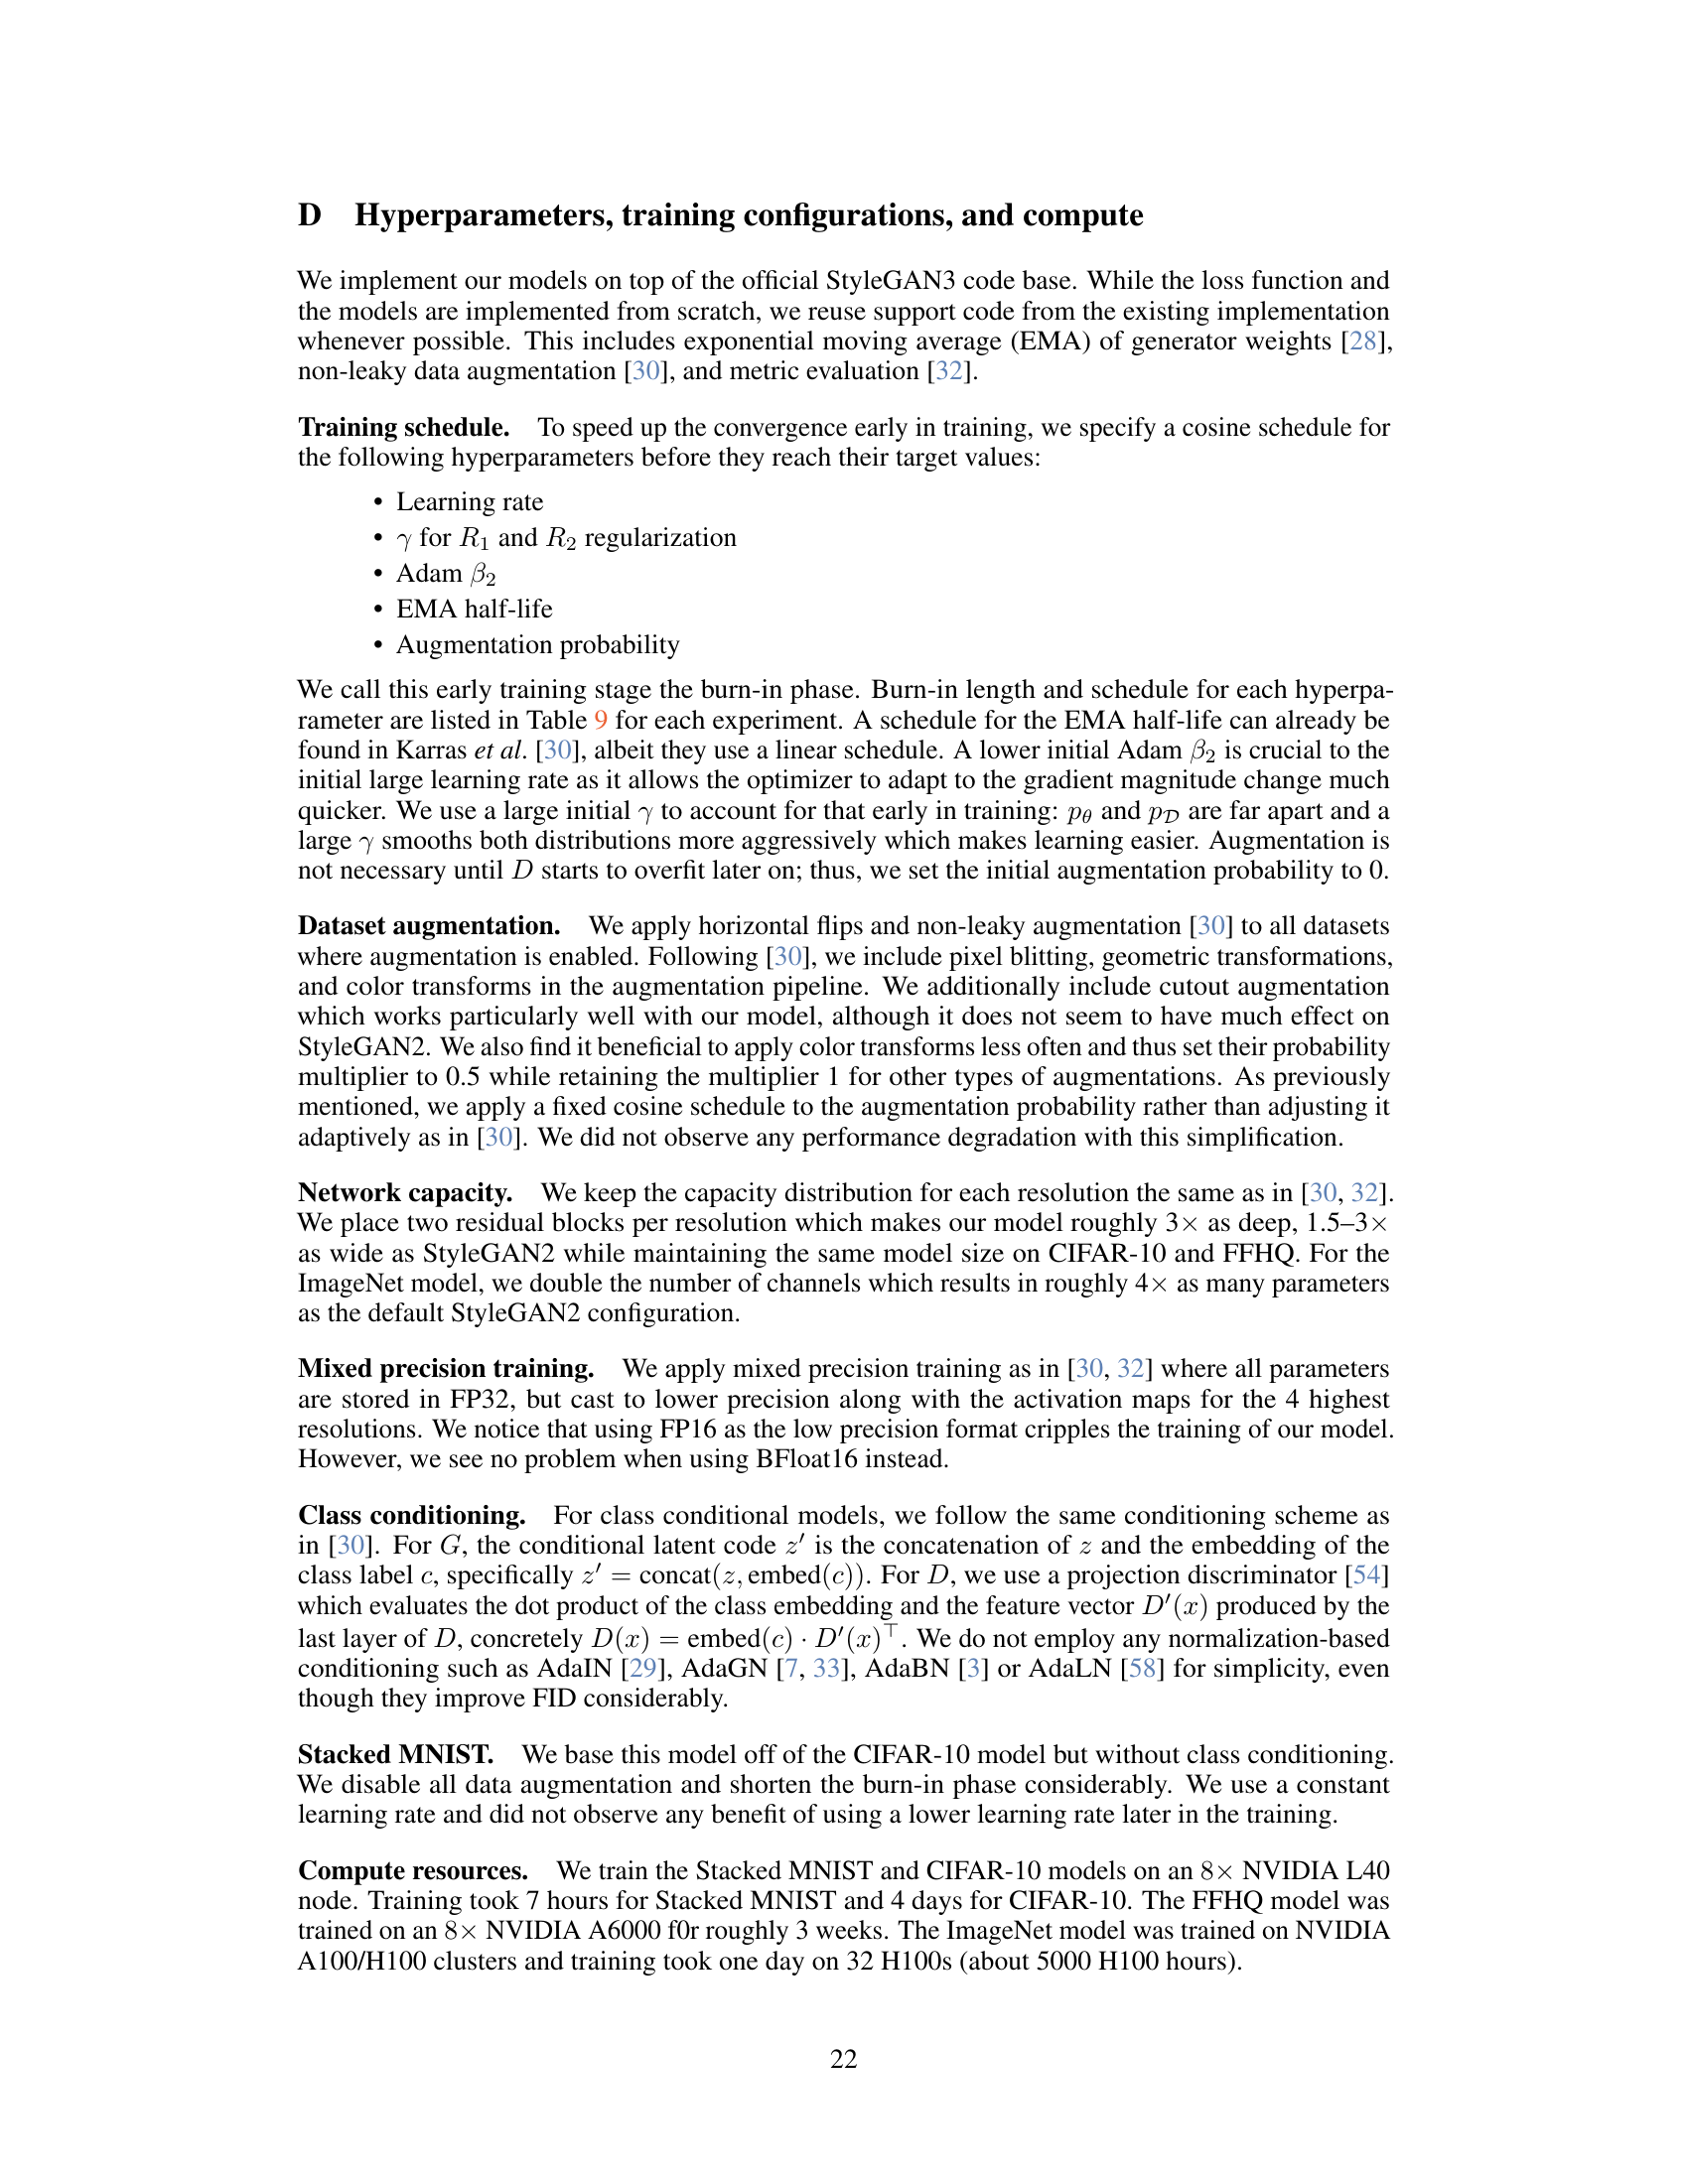 D Hyperparameters, training configurations, and compute
We implement our models on top of the official StyleGAN3 code base. While the loss function and
the models are implemented from scratch, we reuse support code from the existing implementation
whenever possible. This includes exponential moving average (EMA) of generator weights [28],
non-leaky data augmentation [30], and metric evaluation [32].
Training schedule. To speed up the convergence early in training, we specify a cosine schedule for
the following hyperparameters before they reach their target values:
• Learning rate
• γ for R₁ and R₂ regularization
• Adam β₂
• EMA half-life
• Augmentation probability
We call this early training stage the burn-in phase. Burn-in length and schedule for each hyperpa-
rameter are listed in Table 9 for each experiment. A schedule for the EMA half-life can already be
found in Karras et al. [30], albeit they use a linear schedule. A lower initial Adam β₂ is crucial to the
initial large learning rate as it allows the optimizer to adapt to the gradient magnitude change much
quicker. We use a large initial γ to account for that early in training: p_θ and p_𝒟 are far apart and a
large γ smooths both distributions more aggressively which makes learning easier. Augmentation is
not necessary until D starts to overfit later on; thus, we set the initial augmentation probability to 0.
Dataset augmentation. We apply horizontal flips and non-leaky augmentation [30] to all datasets
where augmentation is enabled. Following [30], we include pixel blitting, geometric transformations,
and color transforms in the augmentation pipeline. We additionally include cutout augmentation
which works particularly well with our model, although it does not seem to have much effect on
StyleGAN2. We also find it beneficial to apply color transforms less often and thus set their probability
multiplier to 0.5 while retaining the multiplier 1 for other types of augmentations. As previously
mentioned, we apply a fixed cosine schedule to the augmentation probability rather than adjusting it
adaptively as in [30]. We did not observe any performance degradation with this simplification.
Network capacity. We keep the capacity distribution for each resolution the same as in [30, 32].
We place two residual blocks per resolution which makes our model roughly 3× as deep, 1.5–3×
as wide as StyleGAN2 while maintaining the same model size on CIFAR-10 and FFHQ. For the
ImageNet model, we double the number of channels which results in roughly 4× as many parameters
as the default StyleGAN2 configuration.
Mixed precision training. We apply mixed precision training as in [30, 32] where all parameters
are stored in FP32, but cast to lower precision along with the activation maps for the 4 highest
resolutions. We notice that using FP16 as the low precision format cripples the training of our model.
However, we see no problem when using BFloat16 instead.
Class conditioning. For class conditional models, we follow the same conditioning scheme as
in [30]. For G, the conditional latent code z′ is the concatenation of z and the embedding of the
class label c, specifically z′ = concat(z, embed(c)). For D, we use a projection discriminator [54]
which evaluates the dot product of the class embedding and the feature vector D′(x) produced by the
last layer of D, concretely D(x) = embed(c) · D′(x)⊤. We do not employ any normalization-based
conditioning such as AdaIN [29], AdaGN [7, 33], AdaBN [3] or AdaLN [58] for simplicity, even
though they improve FID considerably.
Stacked MNIST. We base this model off of the CIFAR-10 model but without class conditioning.
We disable all data augmentation and shorten the burn-in phase considerably. We use a constant
learning rate and did not observe any benefit of using a lower learning rate later in the training.
Compute resources. We train the Stacked MNIST and CIFAR-10 models on an 8× NVIDIA L40
node. Training took 7 hours for Stacked MNIST and 4 days for CIFAR-10. The FFHQ model was
trained on an 8× NVIDIA A6000 f0r roughly 3 weeks. The ImageNet model was trained on NVIDIA
A100/H100 clusters and training took one day on 32 H100s (about 5000 H100 hours).
22